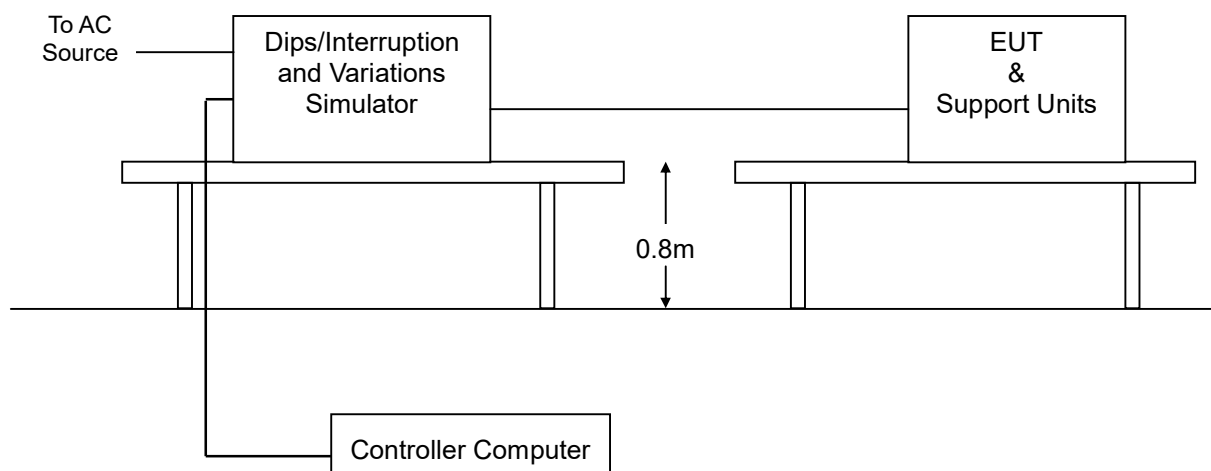 To AC
Source
Dips/Interruption
and Variations
Simulator
EUT
&
Support Units
0.8m
Controller Computer